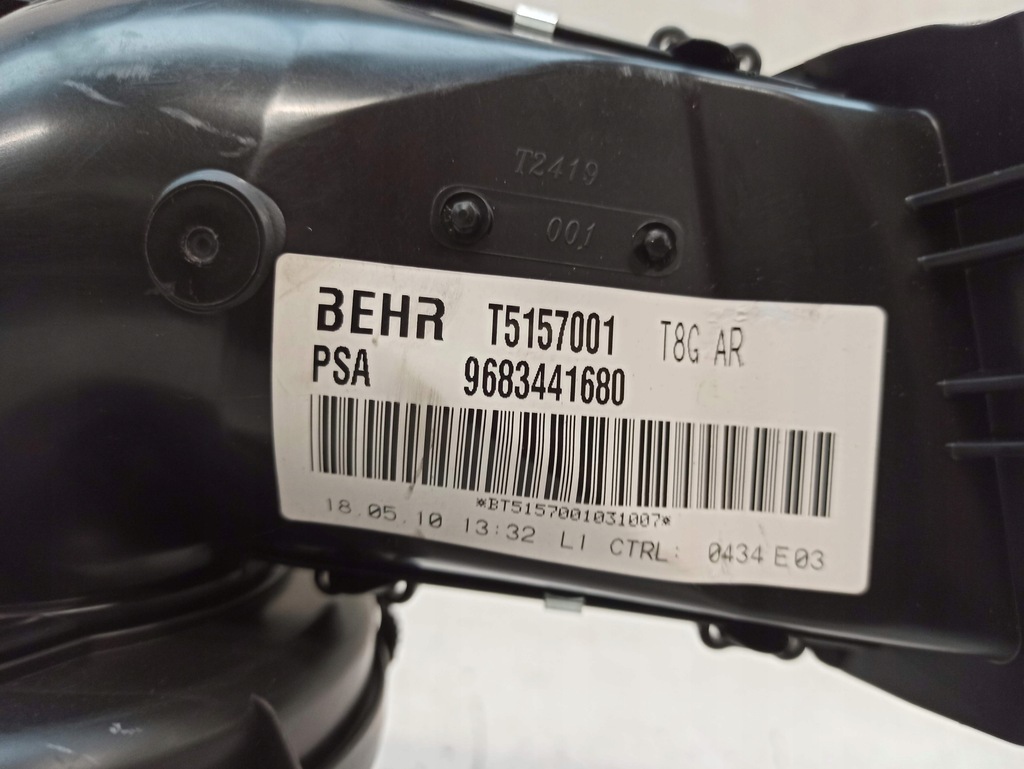 T2419
001
BEHR T5157001 T8G AR
PSA 9683441680
*BT5157001031007*
18.05.10 13:32 LI CTRL: 0434 E03